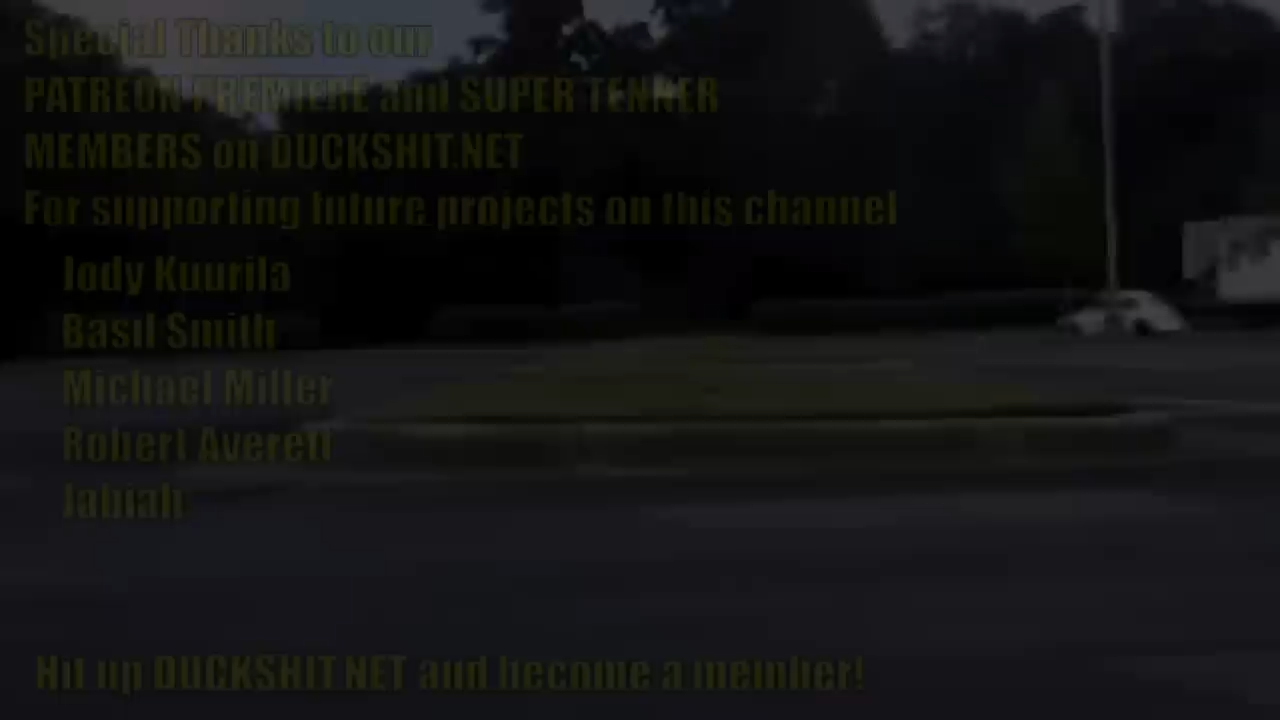 Special Thanks to our
PATREON PREMIERE and SUPER TENNER
MEMBERS on DUCKSHIT.NET
For supporting future projects on this channel
Jody Kuurila
Basil Smith
Michael Miller
Robert Averett
Jabiah
Hit up DUCKSHIT.NET and become a member!